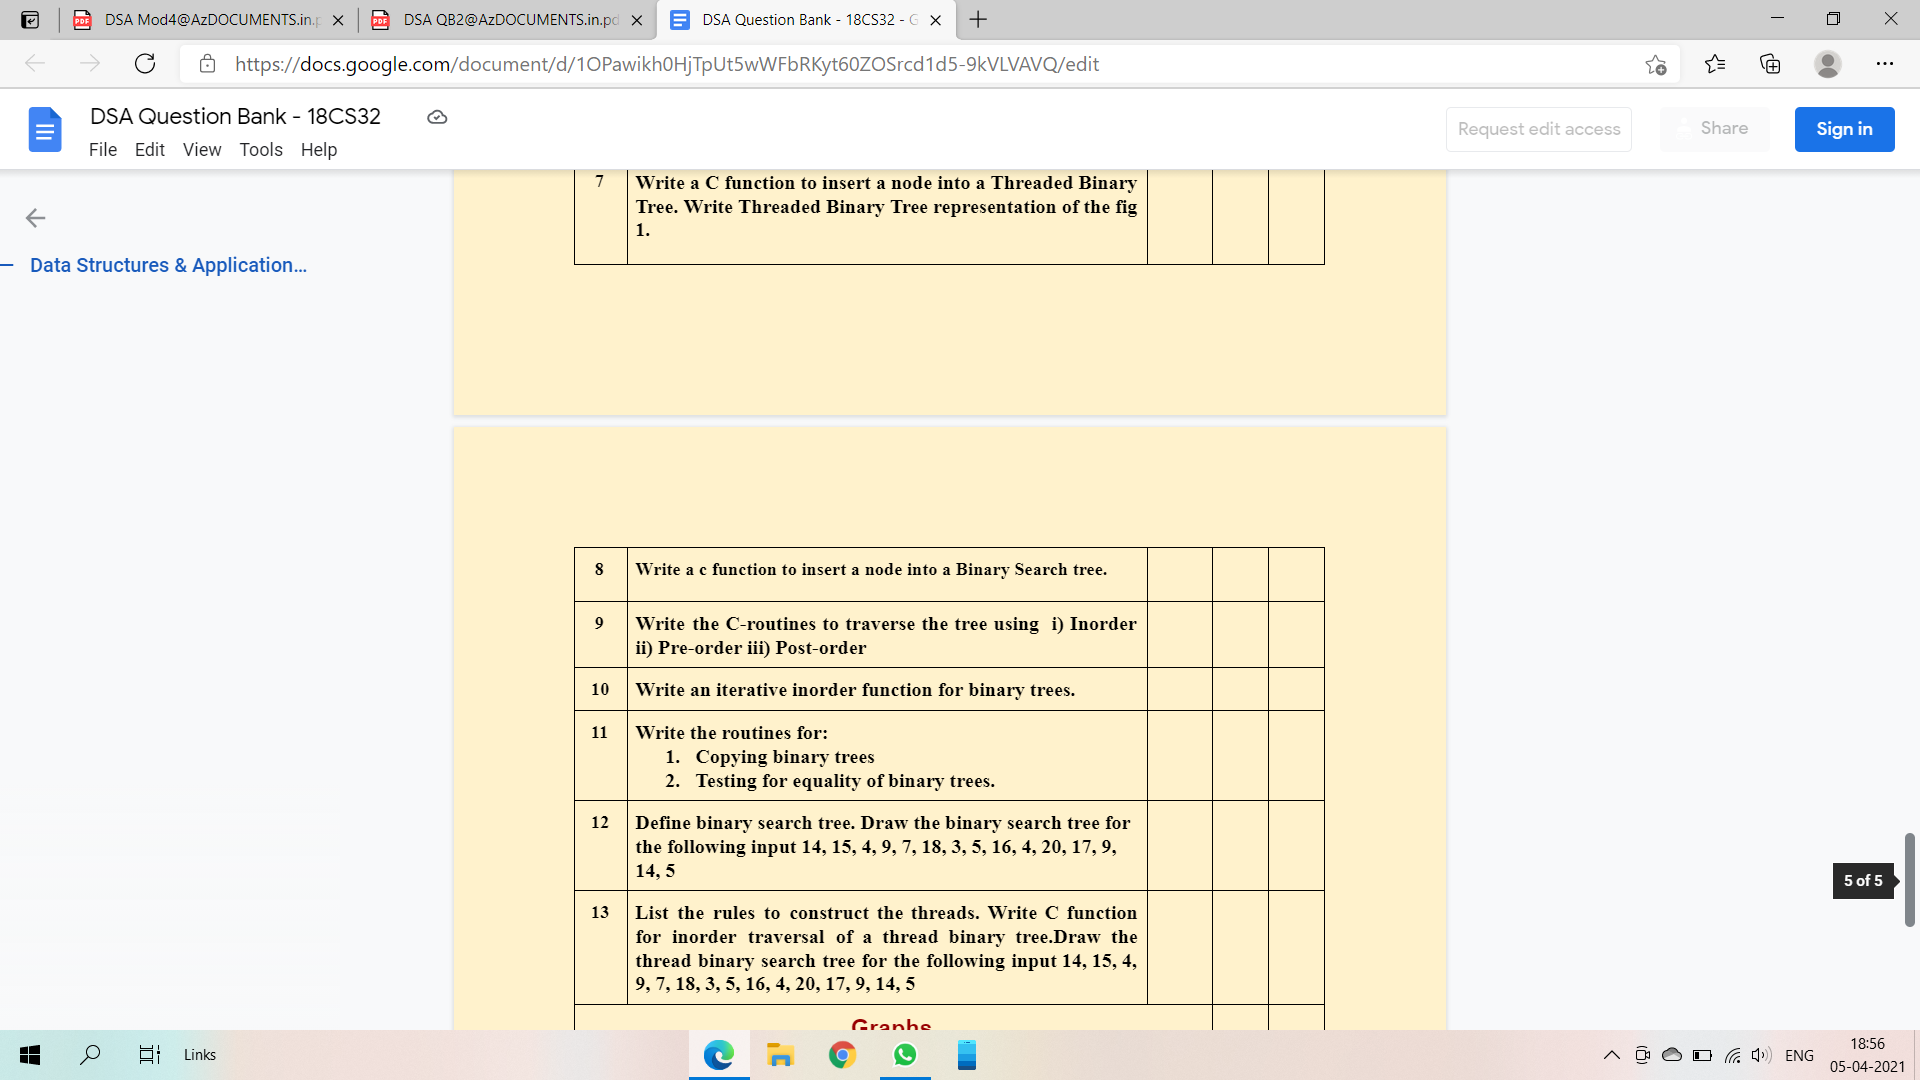 DSA Mod4@AzDOCUMENTS.in.p
DSA QB2@AzDOCUMENTS.in.pd
DSA Question Bank - 18CS32 - G
https://docs.google.com/document/d/1OPawikh0HjTpUt5wWFbRKyt60ZOSrcd1d5-9kVLVAVQ/edit
DSA Question Bank - 18CS32
File Edit View Tools Help
Request edit access
Share
Sign in
Data Structures & Application...
7 Write a C function to insert a node into a Threaded Binary
Tree. Write Threaded Binary Tree representation of the fig
1.
8 Write a c function to insert a node into a Binary Search tree.
9 Write the C-routines to traverse the tree using i) Inorder
ii) Pre-order iii) Post-order
10 Write an iterative inorder function for binary trees.
11 Write the routines for:
1. Copying binary trees
2. Testing for equality of binary trees.
12 Define binary search tree. Draw the binary search tree for
the following input 14, 15, 4, 9, 7, 18, 3, 5, 16, 4, 20, 17, 9,
14, 5
13 List the rules to construct the threads. Write C function
for inorder traversal of a thread binary tree.Draw the
thread binary search tree for the following input 14, 15, 4,
9, 7, 18, 3, 5, 16, 4, 20, 17, 9, 14, 5
Graphs
5 of 5
Links
ENG
18:56
05-04-2021